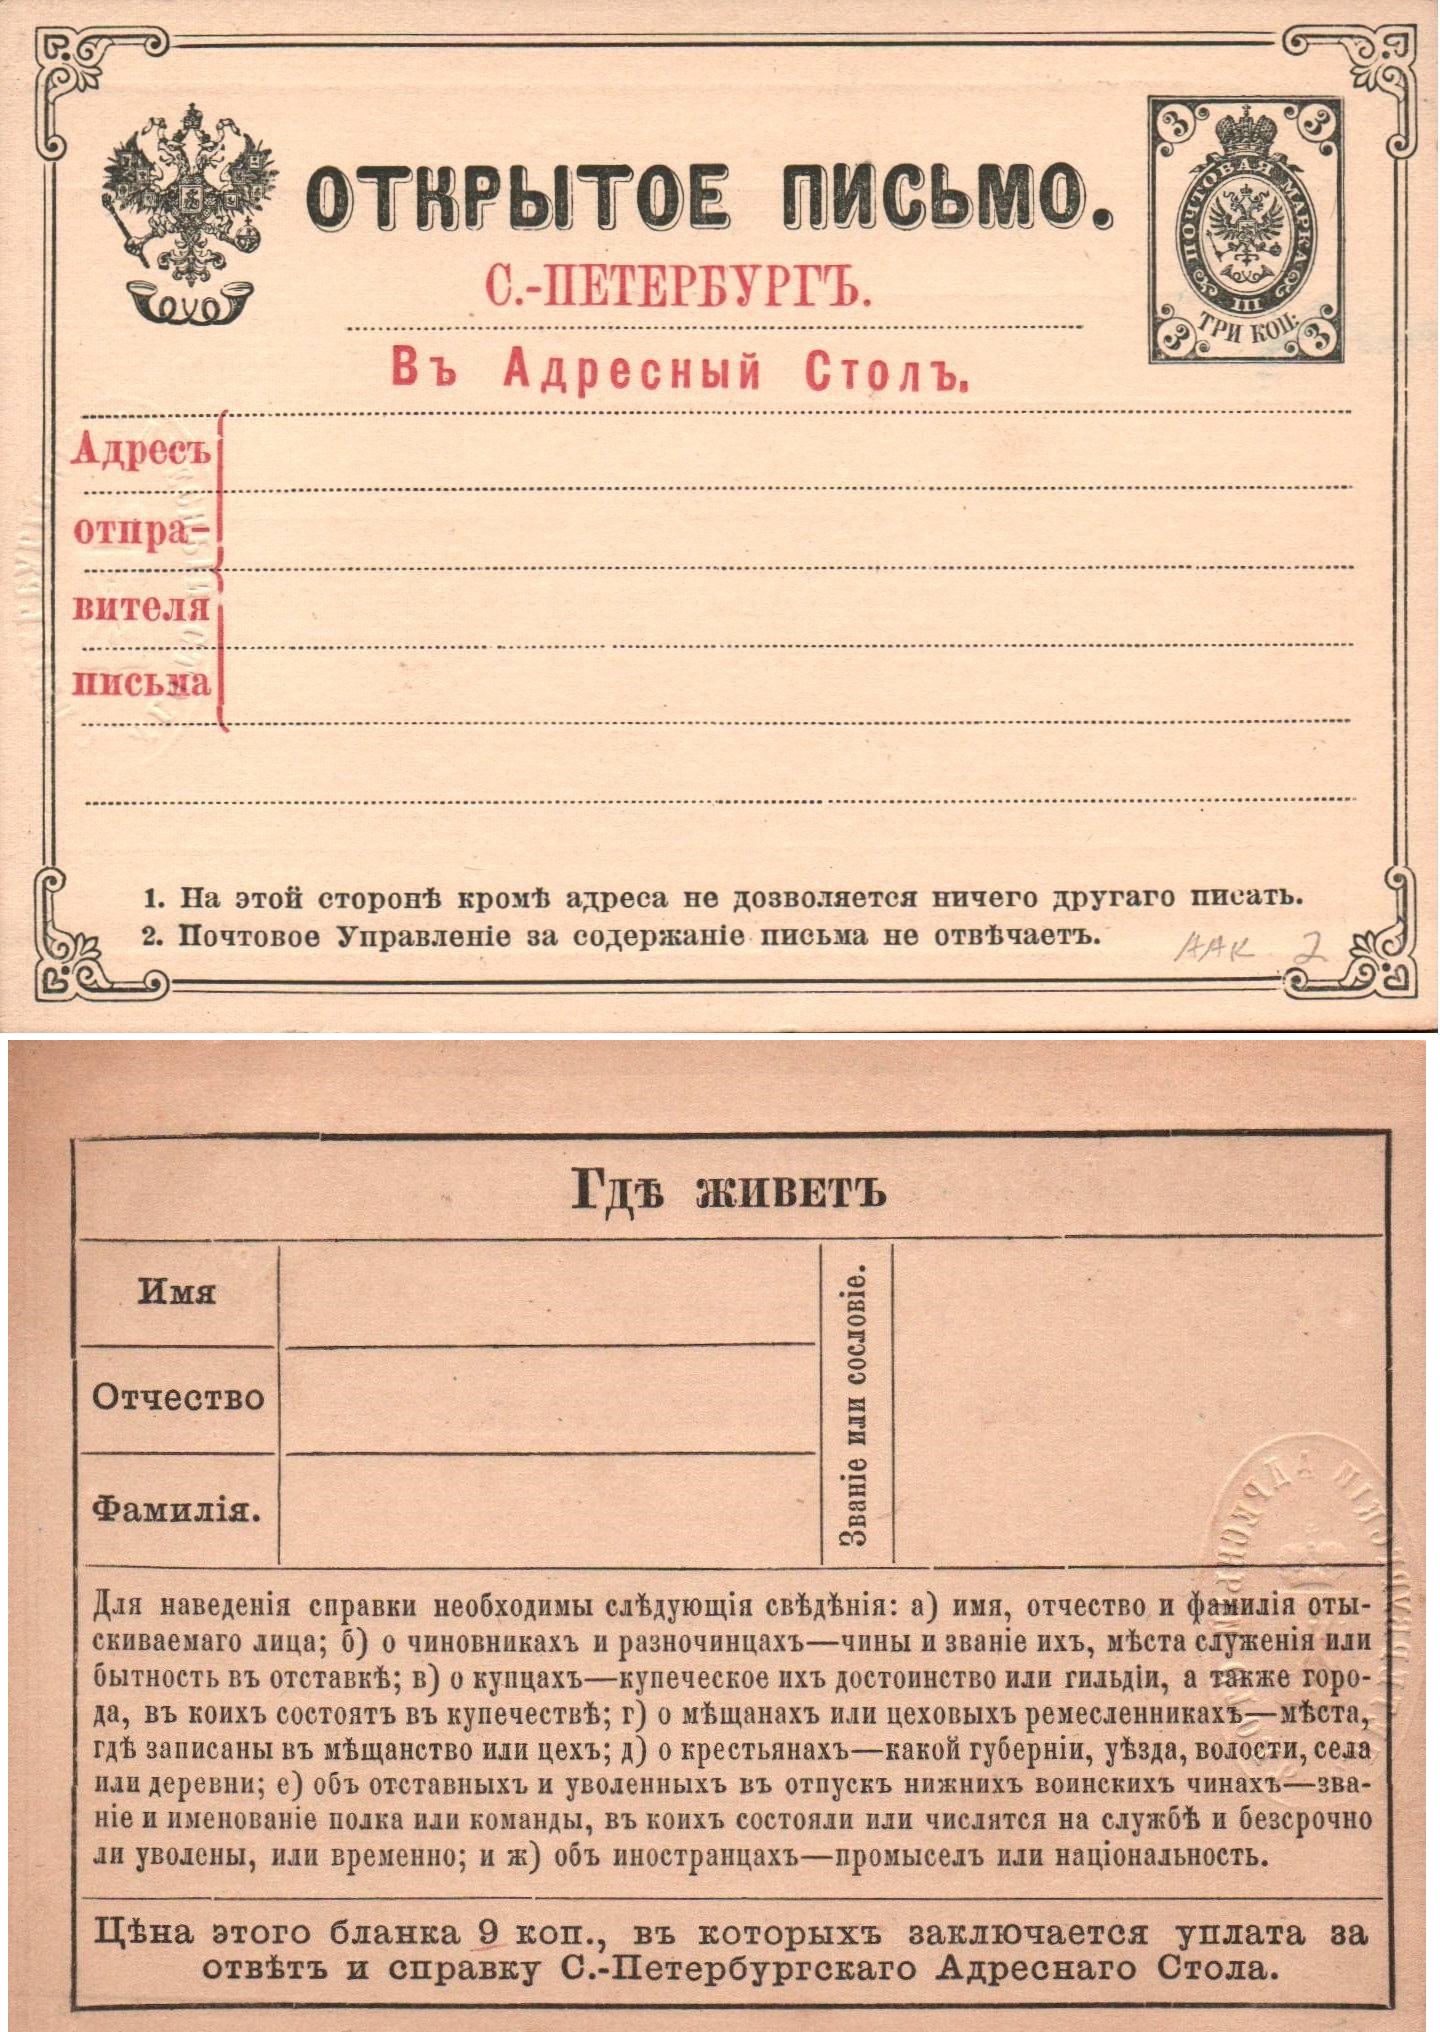 ОТКРЫТОЕ ПИСЬМО.
3 3
ПОЧТОВАЯ МАРКА
III
ТРИ КОП:
3 3
С.-ПЕТЕРБУРГЪ.
Въ Адресный Столъ.
Адресъ
отпра-
вителя
письма
1. На этой сторонѣ кромѣ адреса не дозволяется ничего другаго писать.
2. Почтовое Управленіе за содержаніе письма не отвѣчаетъ.
ААК 2
Гдѣ живетъ
Имя
Отчество
Фамилія.
Званіе или сословіе.
Для наведенія справки необходимы слѣдующія свѣдѣнія: а) имя, отчество и фамилія оты-
скиваемаго лица; б) о чиновникахъ и разночинцахъ—чины и званіе ихъ, мѣста служенія или
бытность въ отставкѣ; в) о купцахъ—купеческое ихъ достоинство или гильдіи, а также горо-
да, въ коихъ состоятъ въ купечествѣ; г) о мѣщанахъ или цеховыхъ ремесленникахъ—мѣста,
гдѣ записаны въ мѣщанство или цехъ; д) о крестьянахъ—какой губерніи, уѣзда, волости, села
или деревни; е) объ отставныхъ и уволенныхъ въ отпускъ нижнихъ воинскихъ чинахъ—зва-
ніе и именованіе полка или команды, въ коихъ состояли или числятся на службѣ и безсрочно
ли уволены, или временно; и ж) объ иностранцахъ—промыселъ или національность.
Цѣна этого бланка 9 коп., въ которыхъ заключается уплата за
отвѣтъ и справку С.-Петербургскаго Адреснаго Стола.